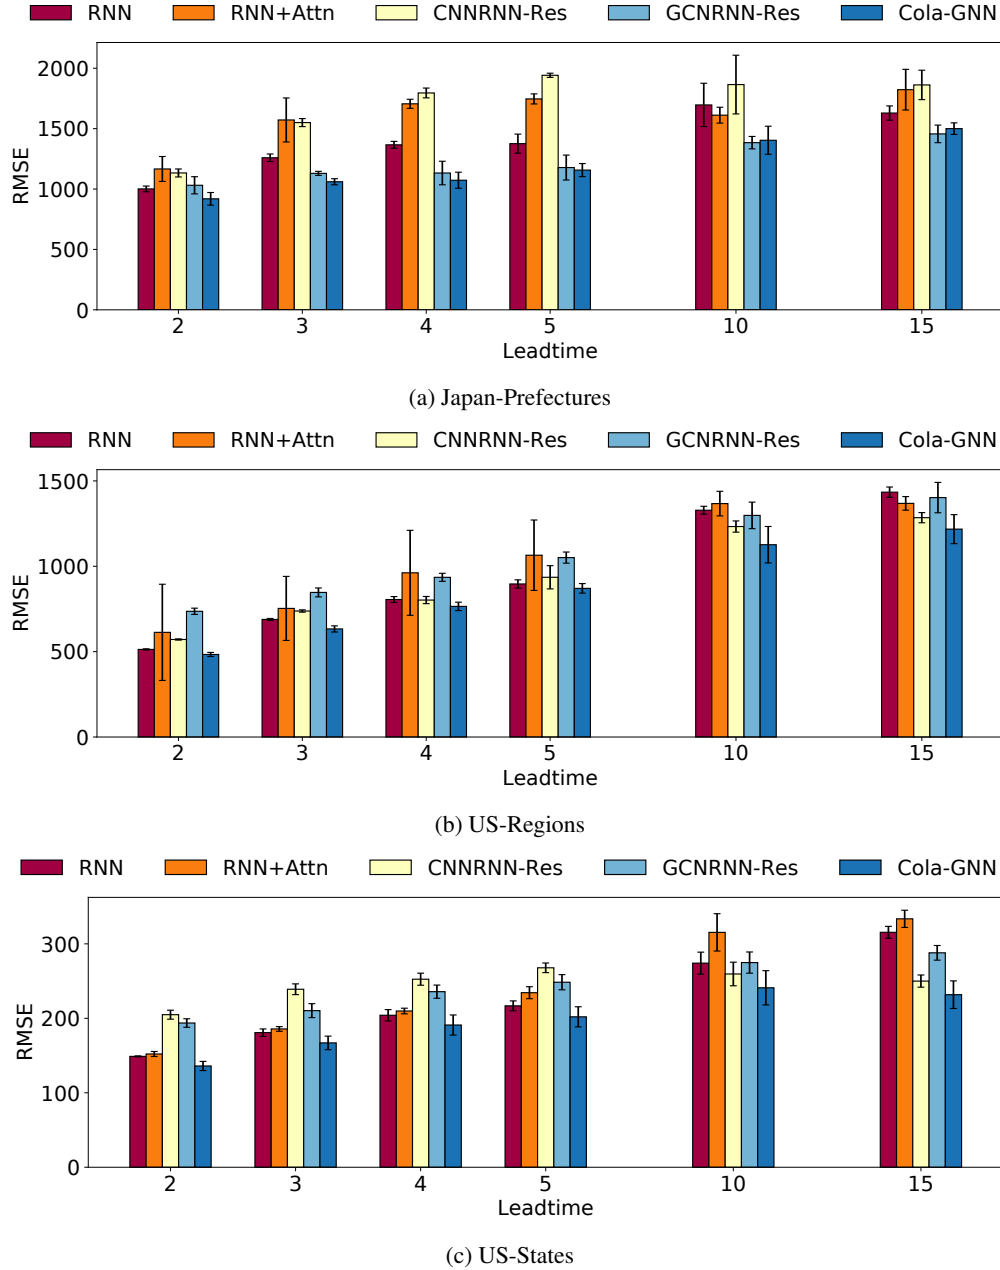 RNN RNN+Attn CNNRNN-Res GCNRNN-Res Cola-GNN
2000
1500
1000
500
0
RMSE
2 3 4 5 10 15
Leadtime
(a) Japan-Prefectures
RNN RNN+Attn CNNRNN-Res GCNRNN-Res Cola-GNN
1500
1000
500
0
RMSE
2 3 4 5 10 15
Leadtime
(b) US-Regions
RNN RNN+Attn CNNRNN-Res GCNRNN-Res Cola-GNN
300
200
100
0
RMSE
2 3 4 5 10 15
Leadtime
(c) US-States